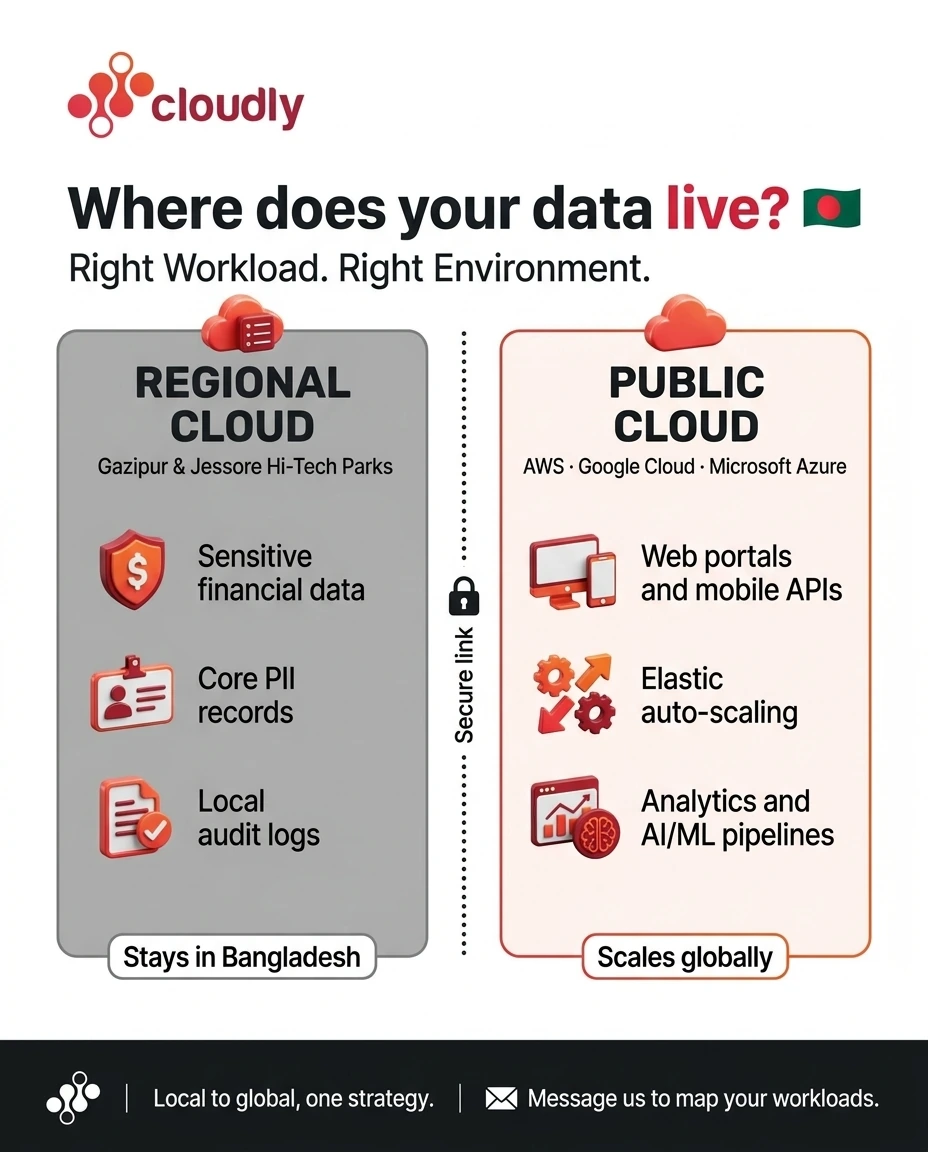 cloudly
Where does your data live? 🇧🇩
Right Workload. Right Environment.
REGIONAL
CLOUD
Gazipur & Jessore Hi-Tech Parks
$
Sensitive
financial data
Core PII
records
Local
audit logs
Stays in Bangladesh
Secure link
PUBLIC
CLOUD
AWS · Google Cloud · Microsoft Azure
Web portals
and mobile APIs
Elastic
auto-scaling
Analytics and
AI/ML pipelines
Scales globally
Local to global, one strategy.
Message us to map your workloads.